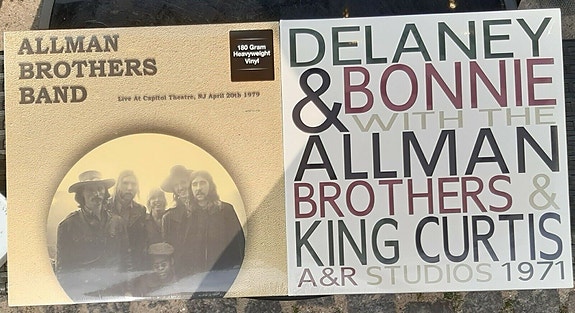 ALLMAN
BROTHERS
BAND
180 Gram
Heavyweight
Vinyl
Live At Capitol Theatre, NJ April 20th 1979
DELANEY
& BONNIE
WITH THE
ALLMAN
BROTHERS &
KING CURTIS
A&R STUDIOS 1971